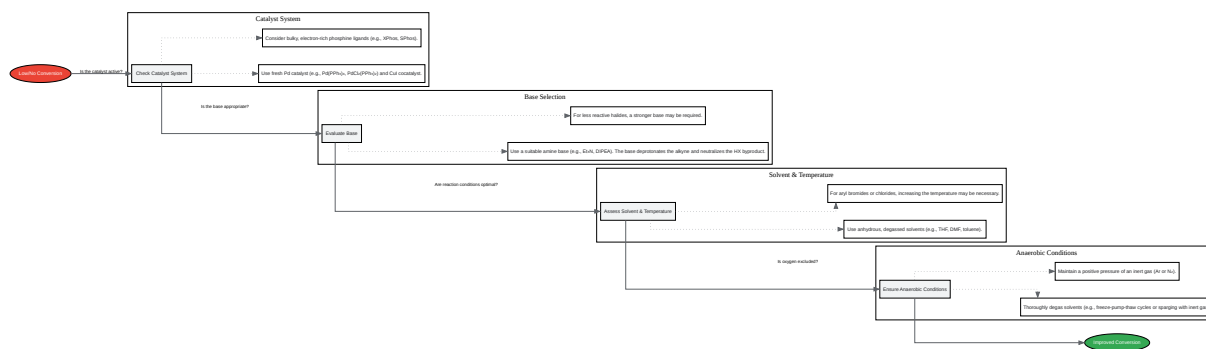 Catalyst System
Consider bulky, electron-rich phosphine ligands (e.g., XPhos, SPhos).
Low/No Conversion
Is the catalyst active?
Check Catalyst System
Use fresh Pd catalyst (e.g., Pd(PPh₃)₄, PdCl₂(PPh₃)₂) and CuI cocatalyst.
Is the base appropriate?
Base Selection
For less reactive halides, a stronger base may be required.
Evaluate Base
Use a suitable amine base (e.g., Et₃N, DIPEA). The base deprotonates the alkyne and neutralizes the HX byproduct.
Are reaction conditions optimal?
Solvent & Temperature
For aryl bromides or chlorides, increasing the temperature may be necessary.
Assess Solvent & Temperature
Use anhydrous, degassed solvents (e.g., THF, DMF, toluene).
Is oxygen excluded?
Anaerobic Conditions
Maintain a positive pressure of an inert gas (Ar or N₂).
Ensure Anaerobic Conditions
Thoroughly degas solvents (e.g., freeze-pump-thaw cycles or sparging with inert gas
Improved Conversion